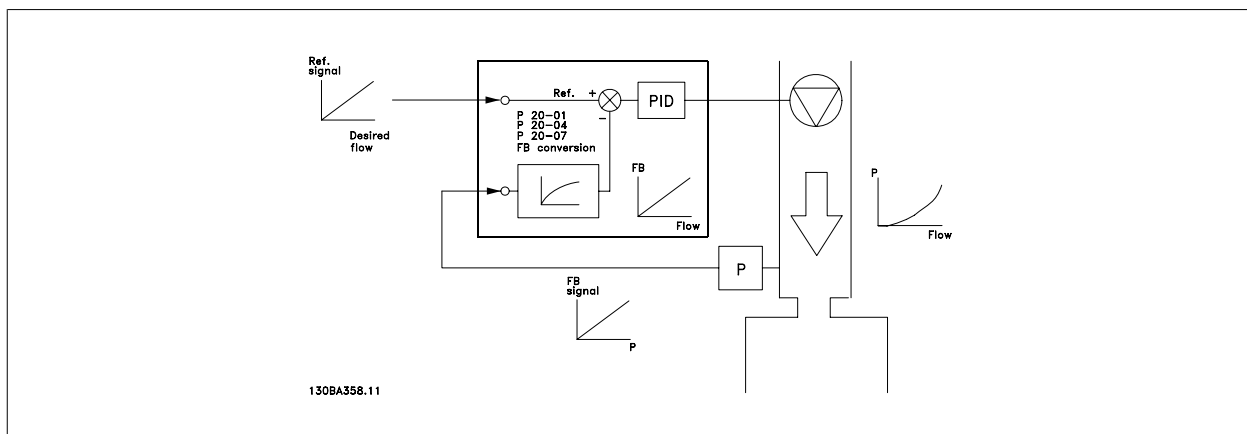 Ref.
signal
Desired
flow
Ref. +
-
P 20-01
P 20-04
P 20-07
FB conversion
PID
FB
Flow
P
Flow
P
FB
signal
P
130BA358.11